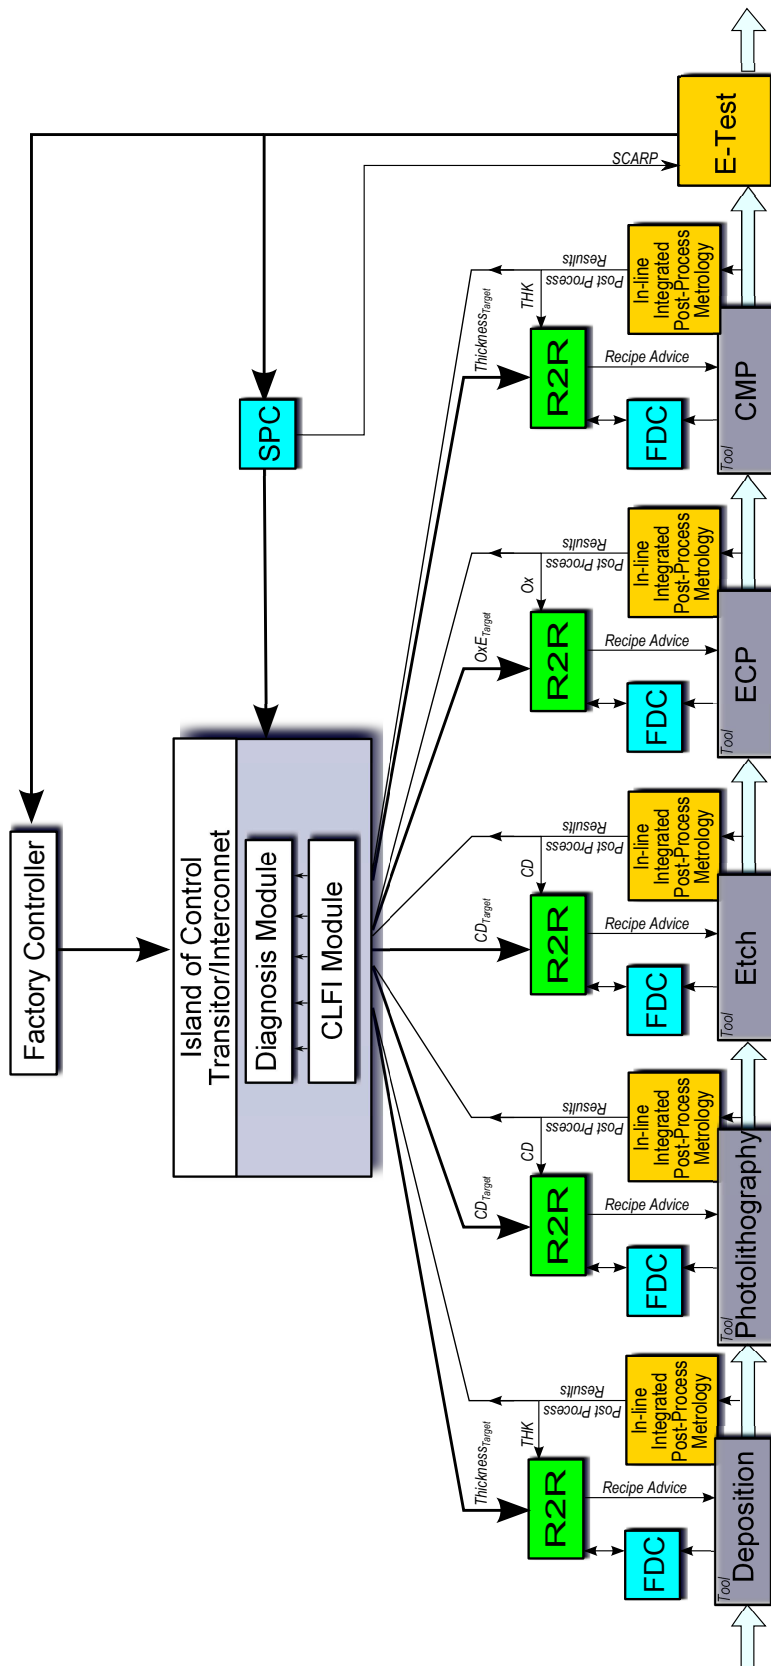 Factory Controller
Island of Control
Transitor/Interconnet
Diagnosis Module
CLFI Module
SPC
SCARP
E-Test
Thickness Target
THK
Post Process
Results
R2R
Recipe Advice
FDC
In-line
Integrated
Post-Process
Metrology
Tool
Deposition
CD Target
CD
Post Process
Results
R2R
Recipe Advice
FDC
In-line
Integrated
Post-Process
Metrology
Tool
Photolithography
CD Target
CD
Post Process
Results
R2R
Recipe Advice
FDC
In-line
Integrated
Post-Process
Metrology
Tool
Etch
OxE Target
Ox
Post Process
Results
R2R
Recipe Advice
FDC
In-line
Integrated
Post-Process
Metrology
Tool
ECP
Thickness Target
THK
Post Process
Results
R2R
Recipe Advice
FDC
In-line
Integrated
Post-Process
Metrology
Tool
CMP